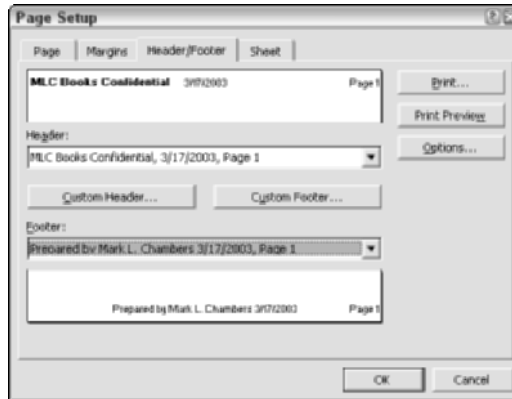 Page Setup
Page Margins Header/Footer Sheet
MLC Books Confidential 3/17/2003 Page 1
Print...
Print Preview
Header:
Options...
MLC Books Confidential, 3/17/2003, Page 1
Custom Header... Custom Footer...
Footer:
Prepared by Mark L. Chambers 3/17/2003, Page 1
Prepared by Mark L. Chambers 3/17/2003 Page 1
OK Cancel